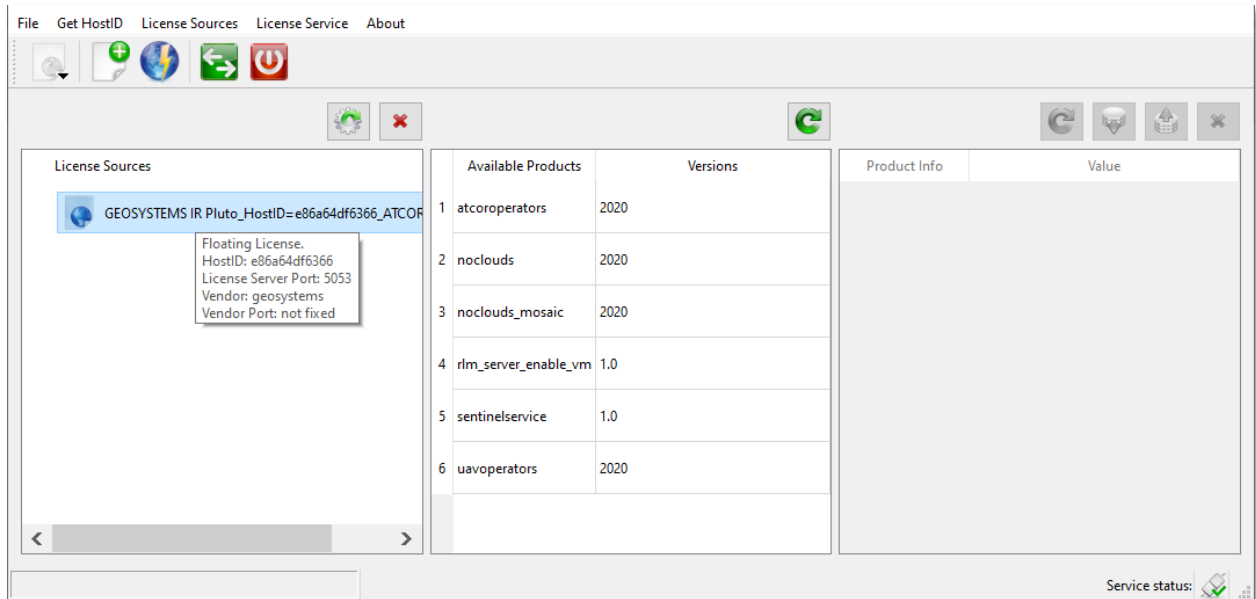 File Get HostID License Sources License Service About
License Sources
GEOSYSTEMS IR Pluto_HostID=e86a64df6366_ATCOR
Floating License.
HostID: e86a64df6366
License Server Port: 5053
Vendor: geosystems
Vendor Port: not fixed
Available Products Versions
1 atcoroperators 2020
2 noclouds 2020
3 noclouds_mosaic 2020
4 rlm_server_enable_vm 1.0
5 sentinelservice 1.0
6 uavoperators 2020
Product Info Value
Service status: